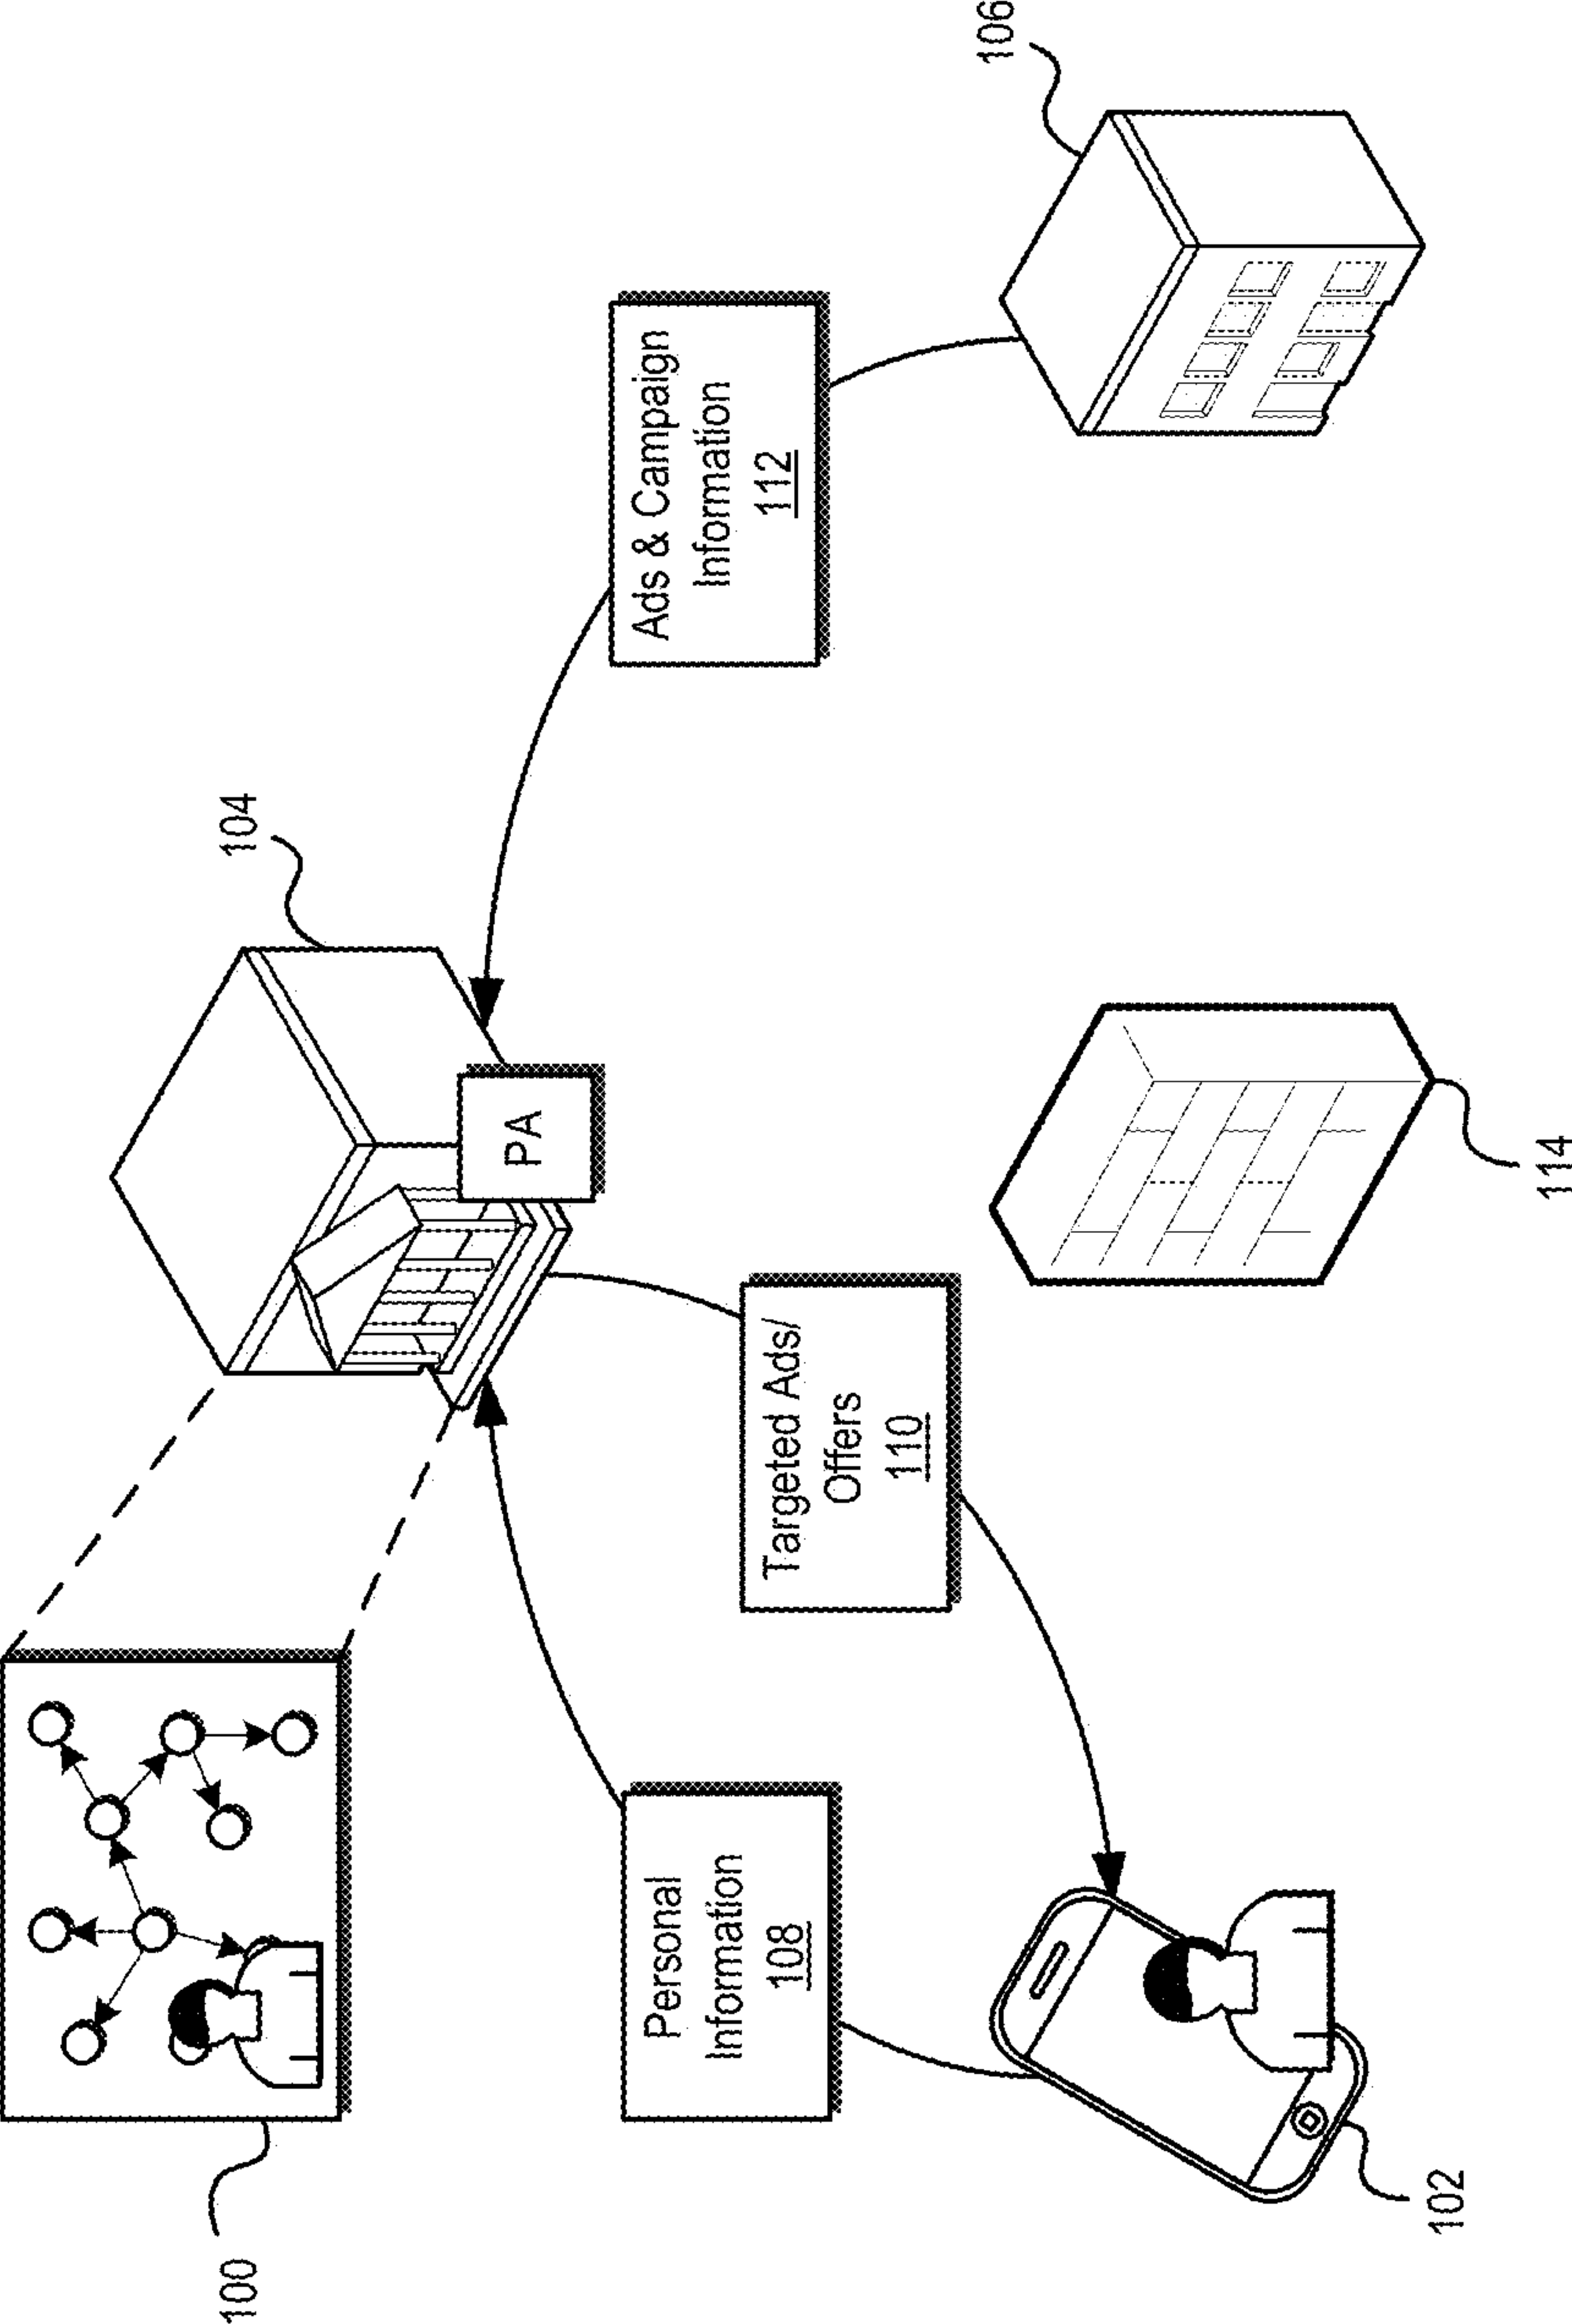 100
104
106
PA
Personal
Information
108
Targeted Ads/
Offers
110
Ads & Campaign
Information
112
102
114